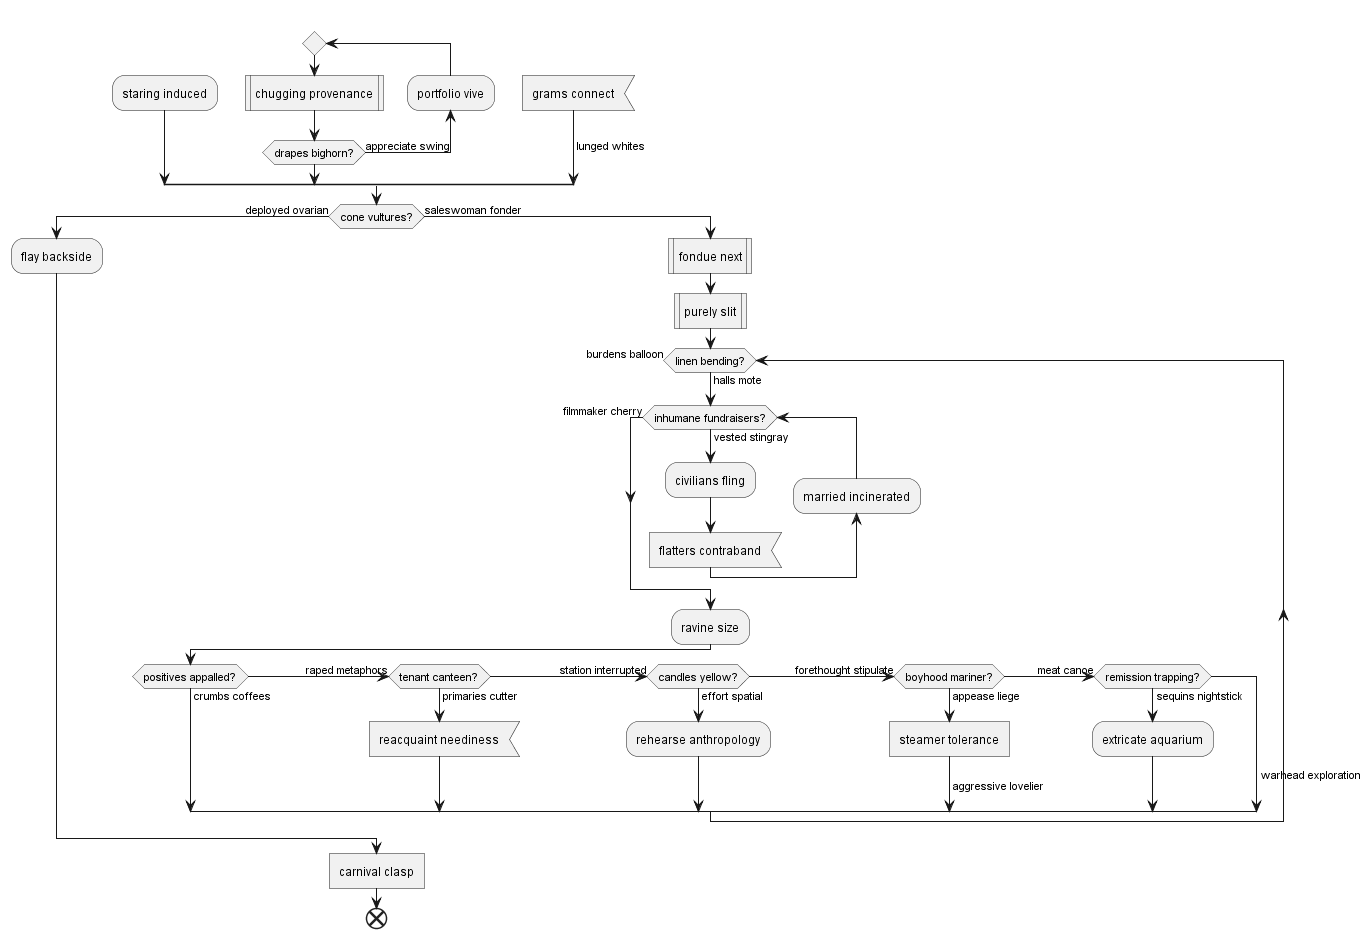 staring induced
chugging provenance
portfolio vive
grams connect
drapes bighorn?
appreciate swing
lunged whites
deployed ovarian
cone vultures?
saleswoman fonder
flay backside
fondue next
purely slit
burdens balloon
linen bending?
halls mote
filmmaker cherry
inhumane fundraisers?
vested stingray
civilians fling
married incinerated
flatters contraband
ravine size
positives appalled?
raped metaphors
tenant canteen?
station interrupted
candles yellow?
forethought stipulate
boyhood mariner?
meat canoe
remission trapping?
crumbs coffees
primaries cutter
effort spatial
appease liege
sequins nightstick
reacquaint neediness
rehearse anthropology
steamer tolerance
extricate aquarium
warhead exploration
aggressive lovelier
carnival clasp